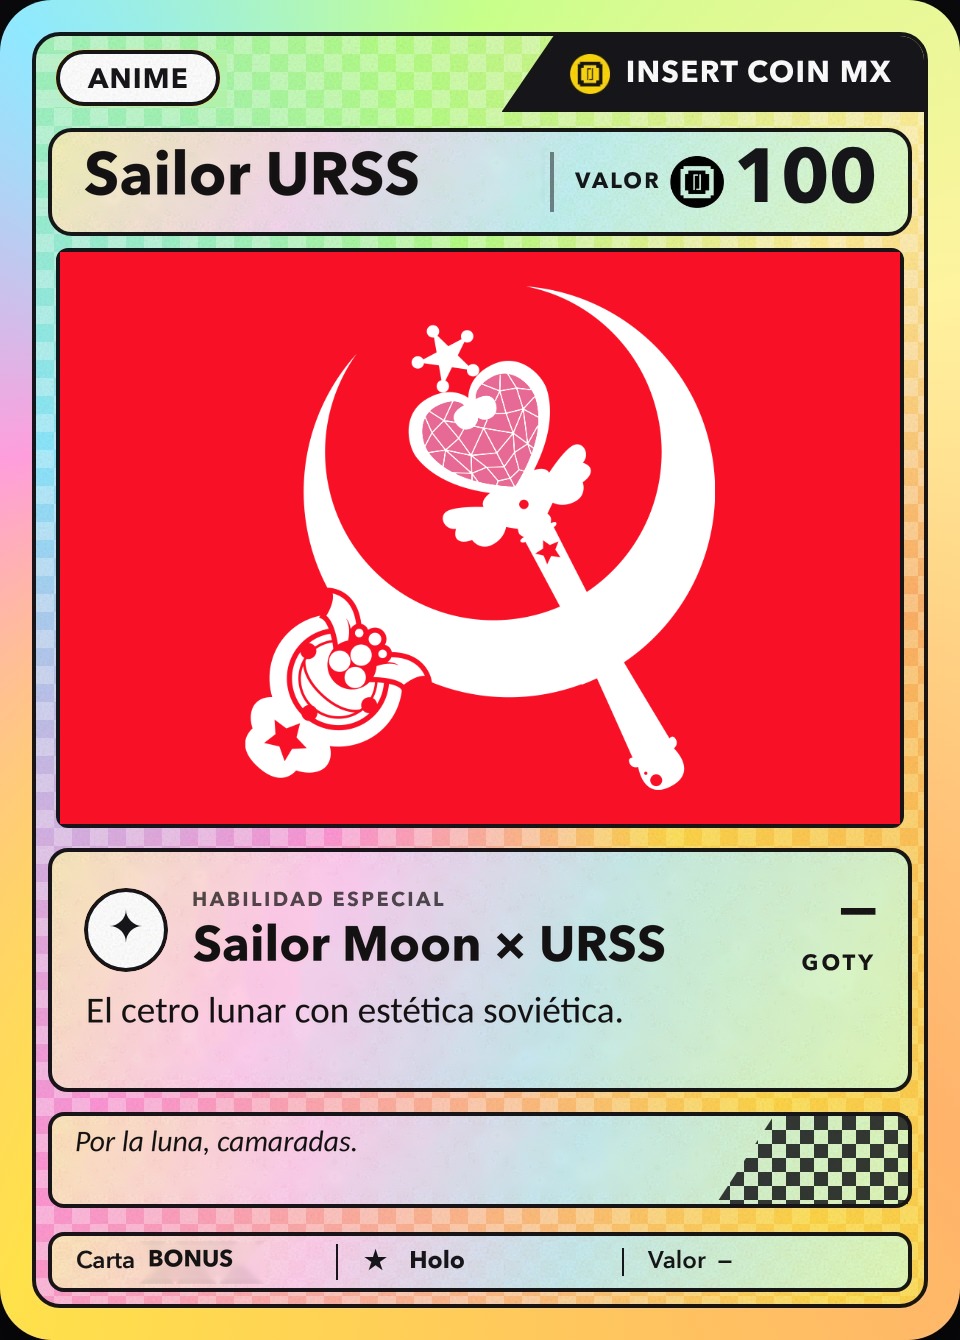 ANIME
INSERT COIN MX
Sailor URSS
VALOR 100
HABILIDAD ESPECIAL
Sailor Moon × URSS
–
GOTY
El cetro lunar con estética soviética.
Por la luna, camaradas.
Carta BONUS
★ Holo
Valor –